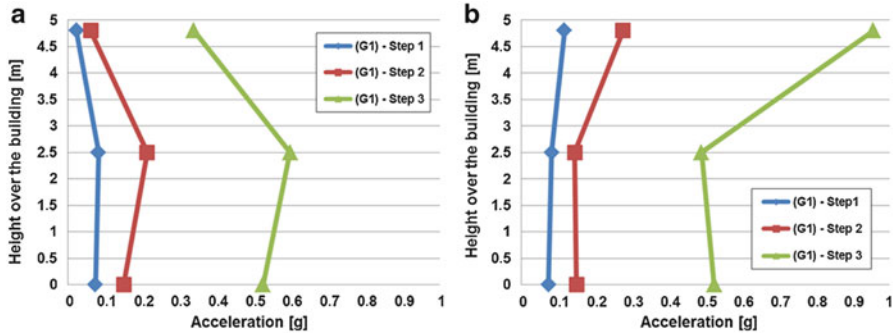 a
5
4.5
4
3.5
3
2.5
2
1.5
1
0.5
0
Height over the building [m]
(G1) - Step 1
(G1) - Step 2
(G1) - Step 3
0 0.1 0.2 0.3 0.4 0.5 0.6 0.7 0.8 0.9 1
Acceleration [g]
b
5
4.5
4
3.5
3
2.5
2
1.5
1
0.5
0
Height over the building [m]
(G1) - Step1
(G1) - Step 2
(G1) - Step 3
0 0.1 0.2 0.3 0.4 0.5 0.6 0.7 0.8 0.9 1
Acceleration [g]